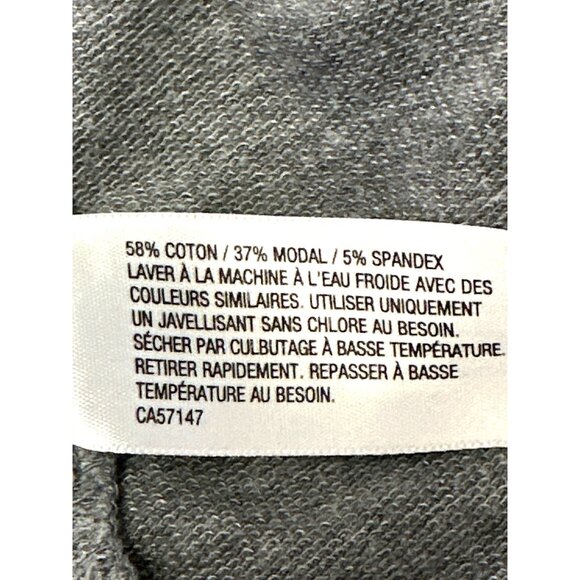 58% COTON / 37% MODAL / 5% SPANDEX
LAVER À LA MACHINE À L'EAU FROIDE AVEC DES
COULEURS SIMILAIRES. UTILISER UNIQUEMENT
UN JAVELLISANT SANS CHLORE AU BESOIN.
SÉCHER PAR CULBUTAGE À BASSE TEMPÉRATURE.
RETIRER RAPIDEMENT. REPASSER À BASSE
TEMPÉRATURE AU BESOIN.
CA57147